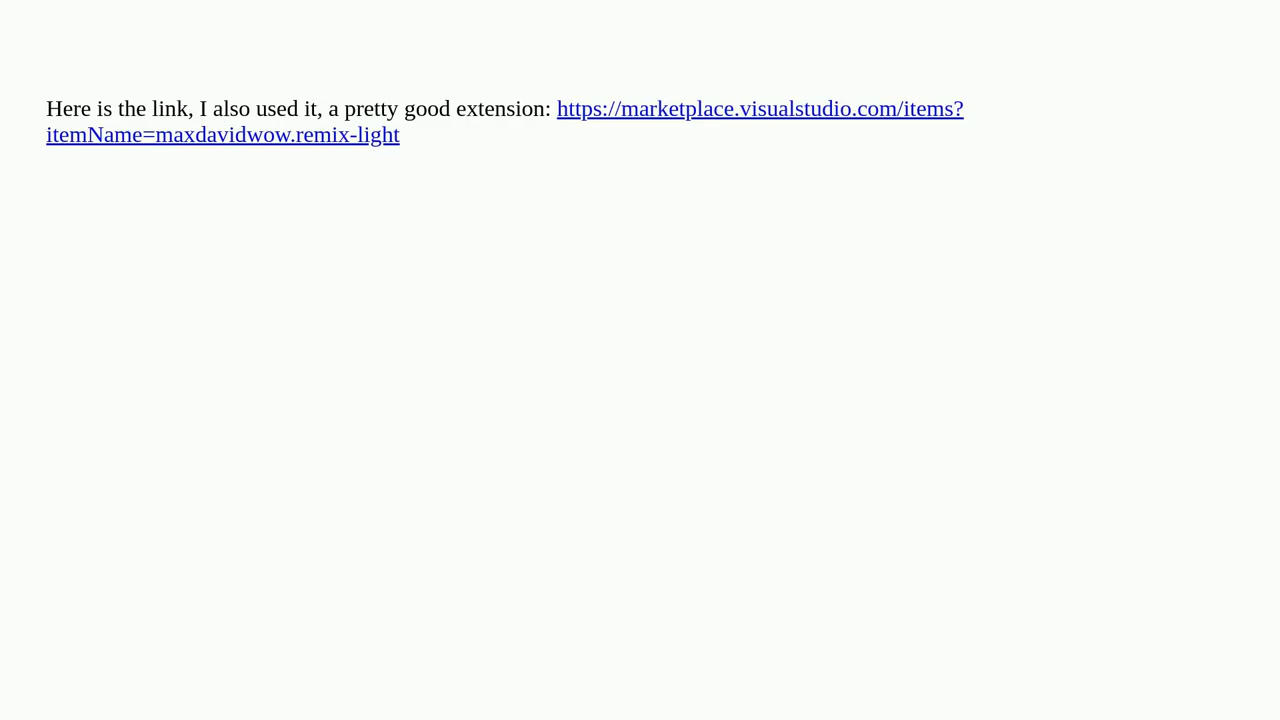 Here is the link, I also used it, a pretty good extension: https://marketplace.visualstudio.com/items?
itemName=maxdavidwow.remix-light